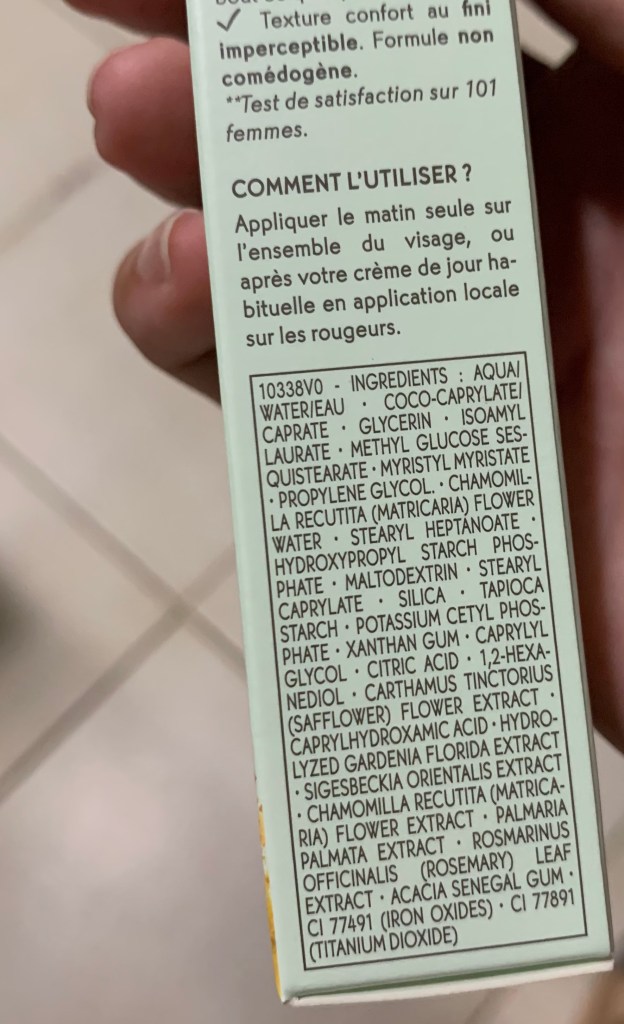 ✓ Texture confort au fini
imperceptible. Formule non
comédogène.
**Test de satisfaction sur 101
femmes.
COMMENT L'UTILISER ?
Appliquer le matin seule sur
l'ensemble du visage, ou
après votre crème de jour ha-
bituelle en application locale
sur les rougeurs.
10338V0 - INGREDIENTS : AQUA/
WATER/EAU · COCO-CAPRYLATE/
CAPRATE · GLYCERIN · ISOAMYL
LAURATE · METHYL GLUCOSE SES-
QUISTEARATE · MYRISTYL MYRISTATE
· PROPYLENE GLYCOL. · CHAMOMIL-
LA RECUTITA (MATRICARIA) FLOWER
WATER · STEARYL HEPTANOATE ·
HYDROXYPROPYL STARCH PHOS-
PHATE · MALTODEXTRIN · STEARYL
CAPRYLATE · SILICA · TAPIOCA
STARCH · POTASSIUM CETYL PHOS-
PHATE · XANTHAN GUM · CAPRYLYL
GLYCOL · CITRIC ACID · 1,2-HEXA-
NEDIOL · CARTHAMUS TINCTORIUS
(SAFFLOWER) FLOWER EXTRACT ·
CAPRYLHYDROXAMIC ACID · HYDRO-
LYZED GARDENIA FLORIDA EXTRACT
· SIGESBECKIA ORIENTALIS EXTRACT
· CHAMOMILLA RECUTITA (MATRICA-
RIA) FLOWER EXTRACT · PALMARIA
PALMATA EXTRACT · ROSMARINUS
OFFICINALIS (ROSEMARY) LEAF
EXTRACT · ACACIA SENEGAL GUM ·
CI 77491 (IRON OXIDES) · CI 77891
(TITANIUM DIOXIDE)